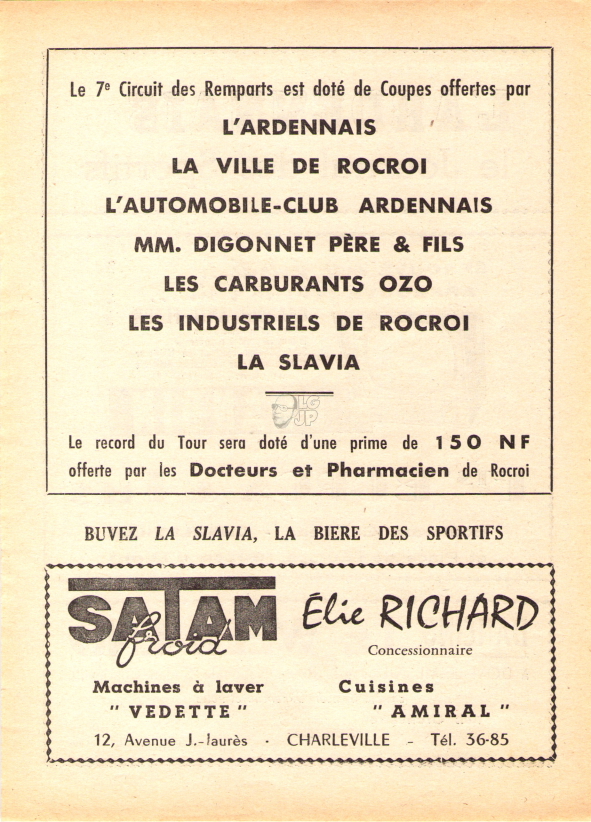 Le 7e Circuit des Remparts est doté de Coupes offertes par
L'ARDENNAIS
LA VILLE DE ROCROI
L'AUTOMOBILE-CLUB ARDENNAIS
MM. DIGONNET PÈRE & FILS
LES CARBURANTS OZO
LES INDUSTRIELS DE ROCROI
LA SLAVIA
LG
JP
Le record du Tour sera doté d'une prime de 150 NF
offerte par les Docteurs et Pharmacien de Rocroi
BUVEZ LA SLAVIA, LA BIERE DES SPORTIFS
SATAM froid
Élie RICHARD
Concessionnaire
Machines à laver
" VEDETTE "
Cuisines
" AMIRAL "
12, Avenue J.-Jaurès - CHARLEVILLE - Tél. 36-85